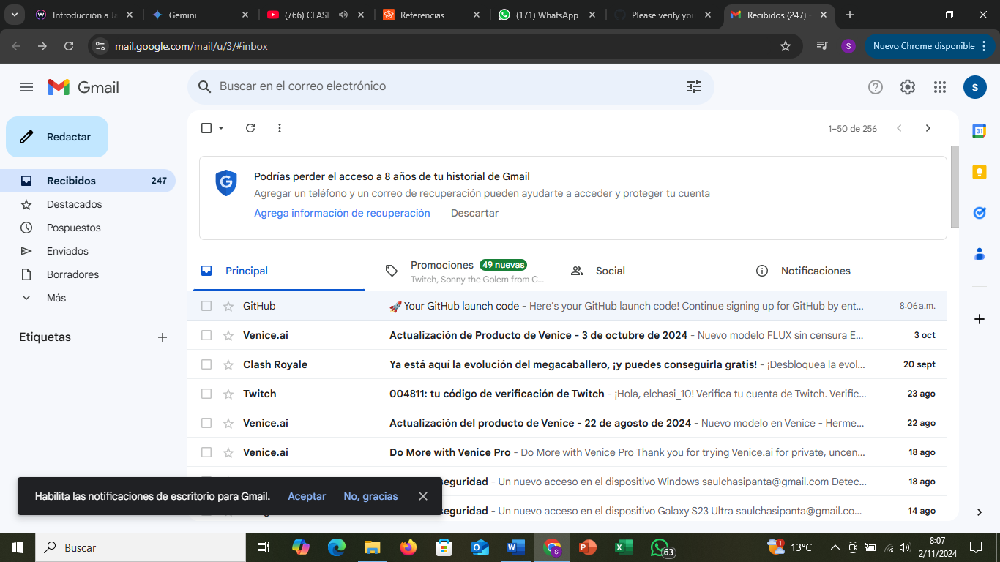 Introducción a Ja
Gemini
(766) CLASE
Referencias
(171) WhatsApp
Please verify you
Recibidos (247) -
mail.google.com/mail/u/3/#inbox
S
Nuevo Chrome disponible
Gmail
Buscar en el correo electrónico
S
Redactar
1–50 de 256
Recibidos 247
Destacados
Pospuestos
Enviados
Borradores
Más
Etiquetas
Podrías perder el acceso a 8 años de tu historial de Gmail
Agregar un teléfono y un correo de recuperación pueden ayudarte a acceder y proteger tu cuenta
Agrega información de recuperación Descartar
Principal
Promociones 49 nuevas
Twitch, Sonny the Golem from C...
Social
Notificaciones
GitHub 🚀 Your GitHub launch code - Here's your GitHub launch code! Continue signing up for GitHub by ent... 8:06 a.m.
Venice.ai Actualización de Producto de Venice - 3 de octubre de 2024 - Nuevo modelo FLUX sin censura E... 3 oct
Clash Royale Ya está aquí la evolución del megacaballero, ¡y puedes conseguirla gratis! - ¡Desbloquea la evol... 20 sept
Twitch 004811: tu código de verificación de Twitch - ¡Hola, elchasi_10! Verifica tu cuenta de Twitch. Verific... 23 ago
Venice.ai Actualización del producto de Venice - 22 de agosto de 2024 - Nuevo modelo en Venice - Herme... 22 ago
Venice.ai Do More with Venice Pro - Do More with Venice Pro Thank you for trying Venice.ai for private, uncen... 18 ago
seguridad - Un nuevo acceso en el dispositivo Windows saulchasipanta@gmail.com Detec... 18 ago
seguridad - Un nuevo acceso en el dispositivo Galaxy S23 Ultra saulchasipanta@gmail.co... 14 ago
Habilita las notificaciones de escritorio para Gmail. Aceptar No, gracias
Buscar
63
1
13°C
8:07
2/11/2024